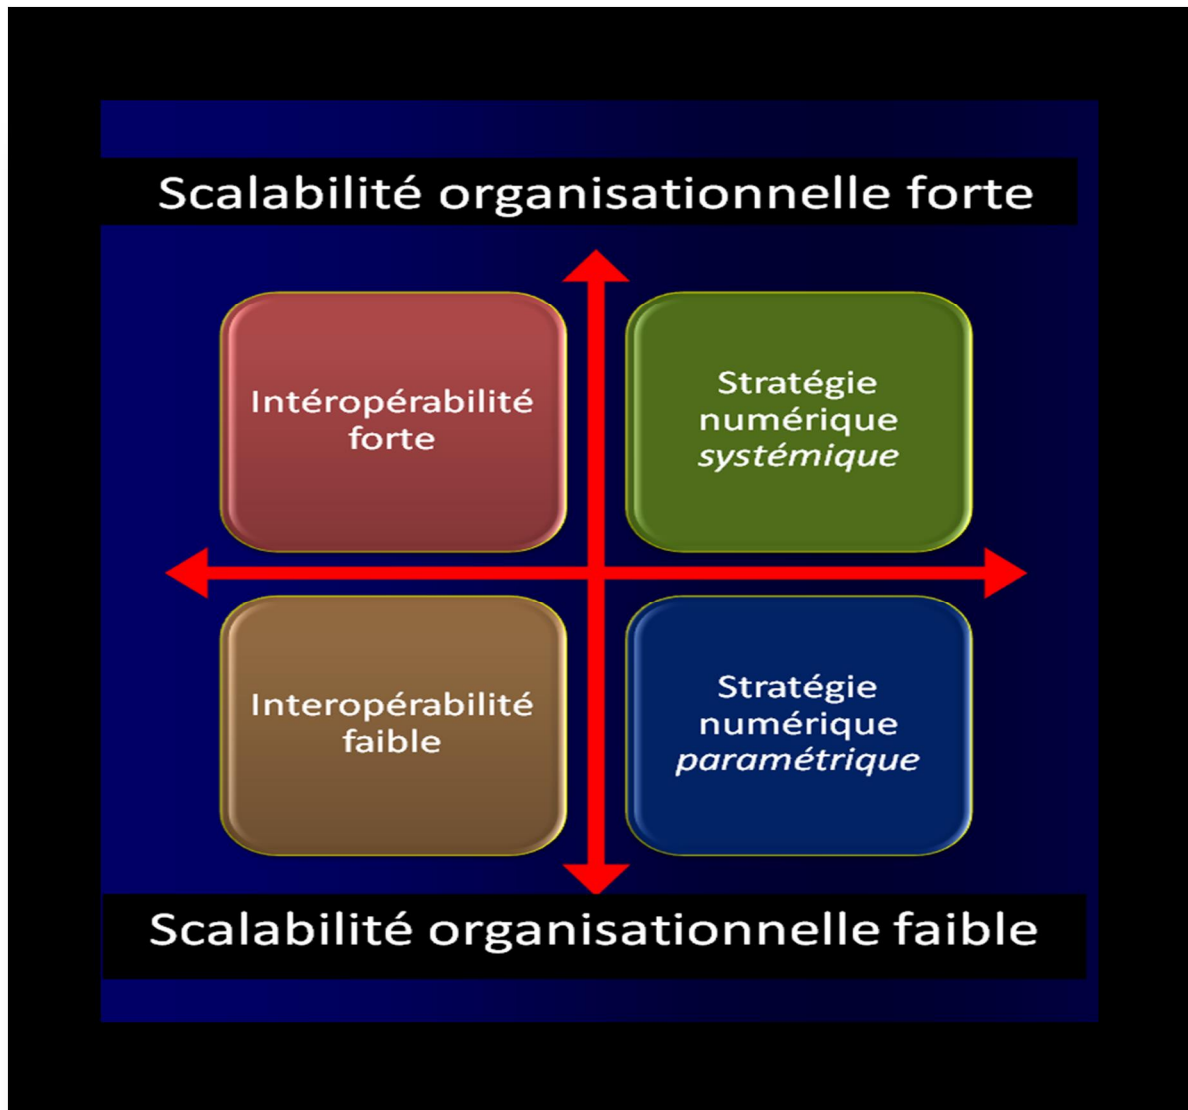 Scalabilité organisationnelle forte
Intéropérabilité
forte
Stratégie
numérique
systémique
Interopérabilité
faible
Stratégie
numérique
paramétrique
Scalabilité organisationnelle faible